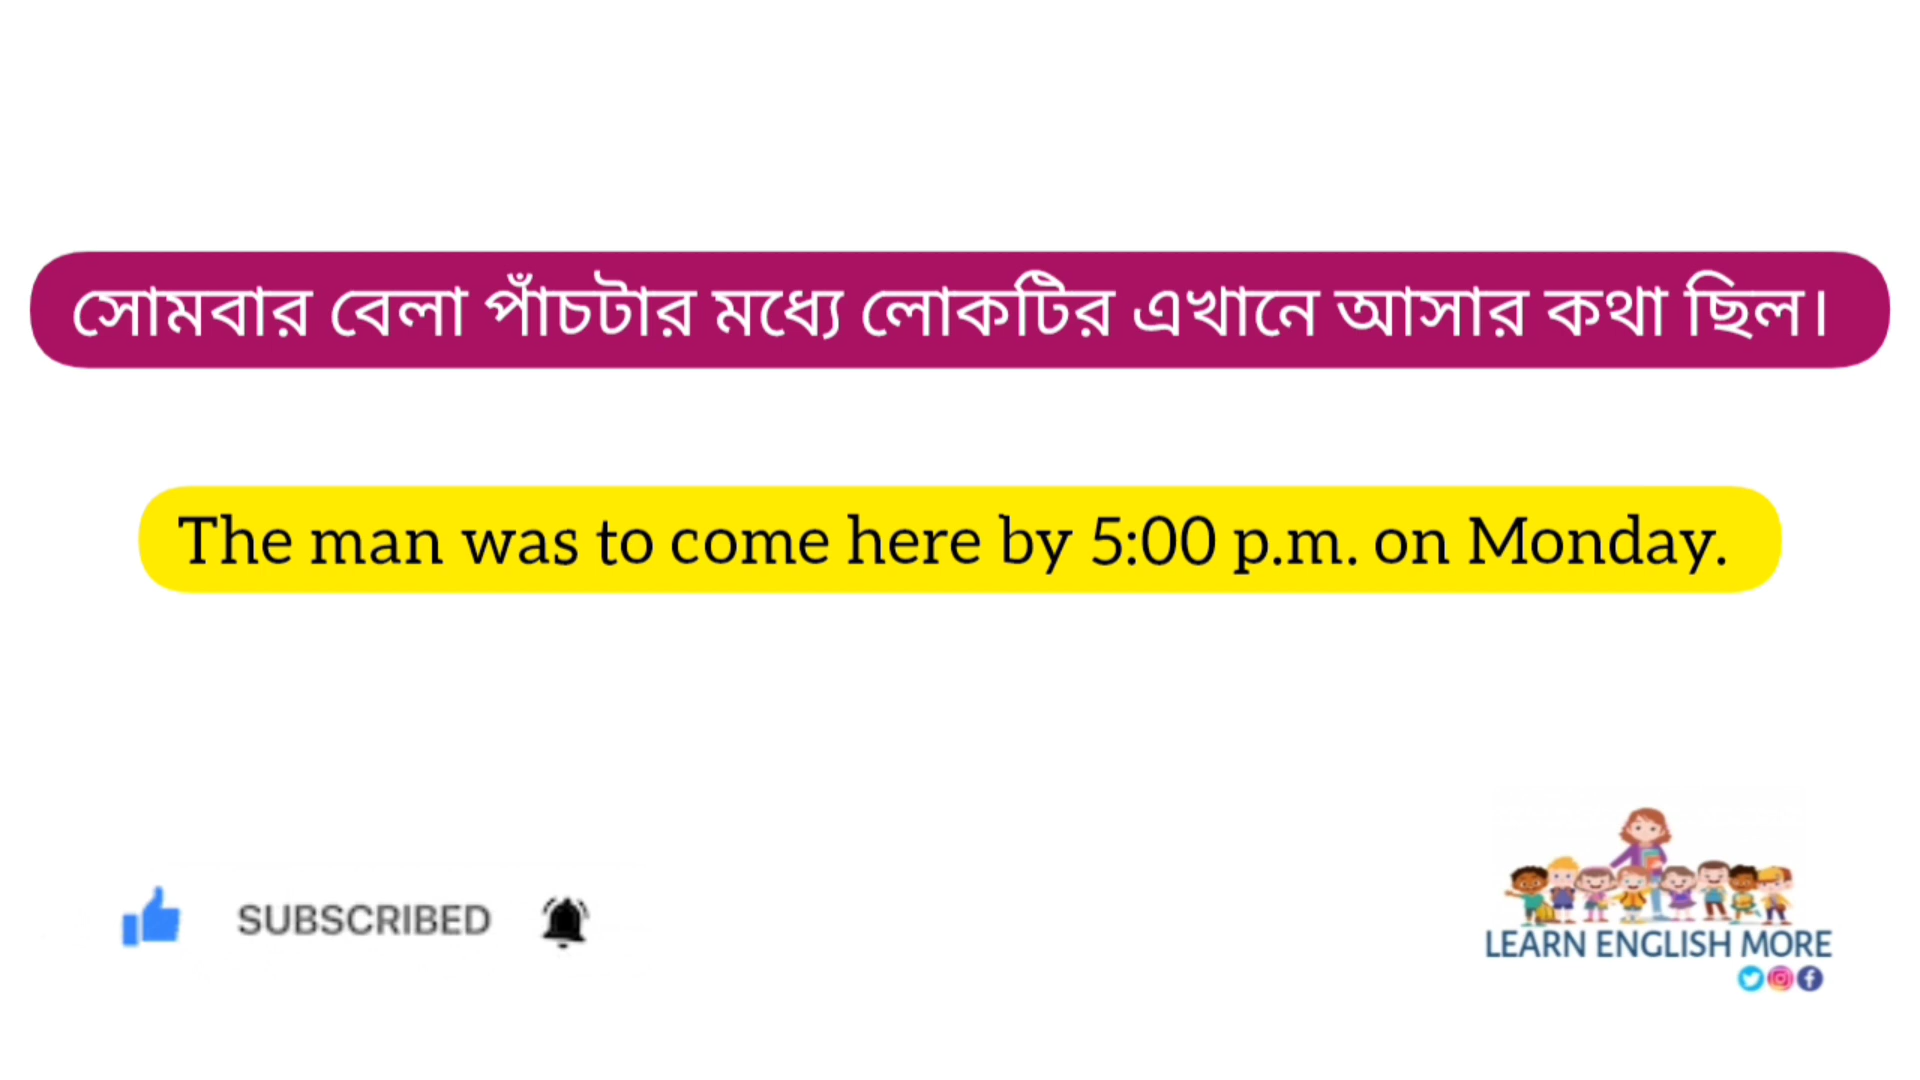 সোমবার বেলা পাঁচটার মধ্যে লোকটির এখানে আসার কথা ছিল।
The man was to come here by 5:00 p.m. on Monday.
SUBSCRIBED
LEARN ENGLISH MORE